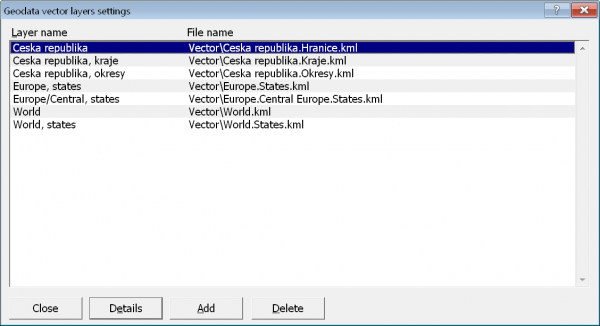 Geodata vector layers settings
Layer name File name
Ceska republika Vector\Ceska republika.Hranice.kml
Ceska republika, kraje Vector\Ceska republika.Kraje.kml
Ceska republika, okresy Vector\Ceska republika.Okresy.kml
Europe, states Vector\Europe.States.kml
Europe/Central, states Vector\Europe.Central Europe.States.kml
World Vector\World.kml
World, states Vector\World.States.kml
Close Details Add Delete